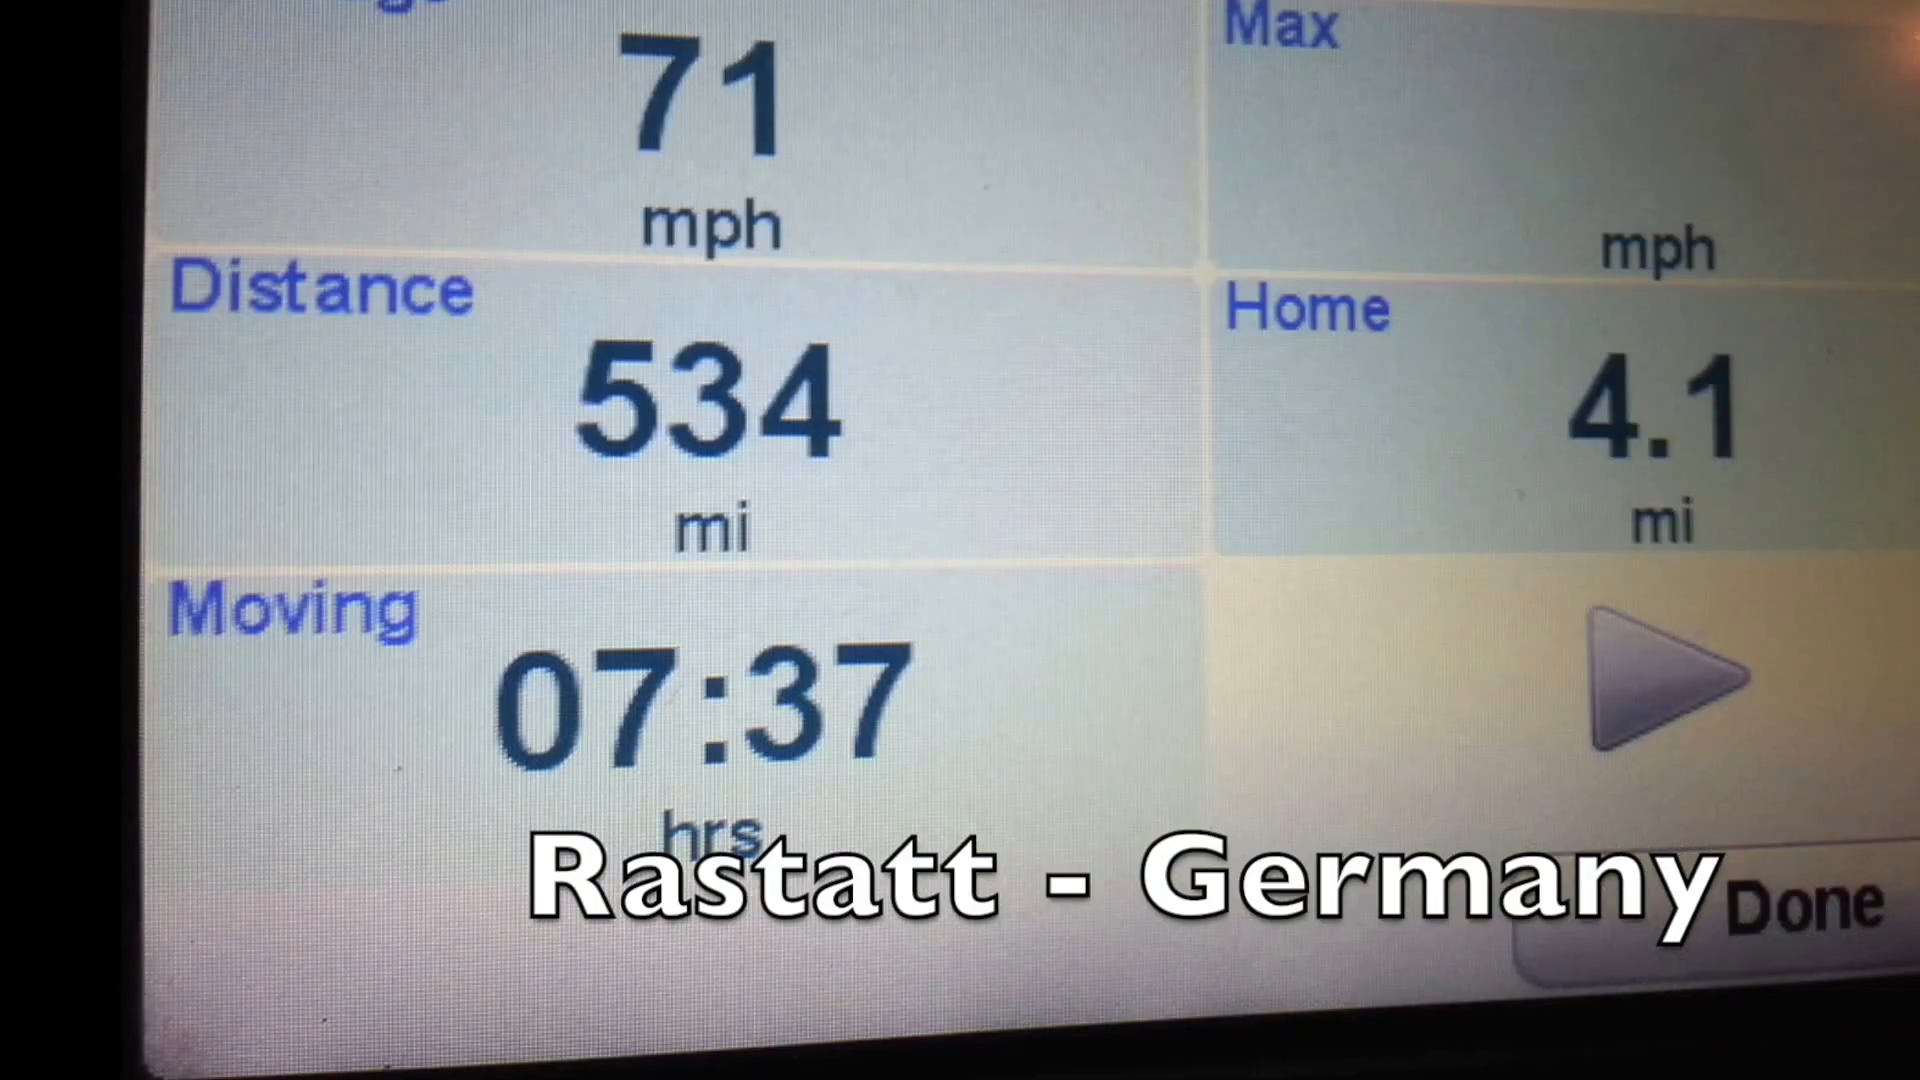 71
mph
Max
mph
Distance
534
mi
Home
4.1
mi
Moving
07:37
hrs
Rastatt - Germany
Done